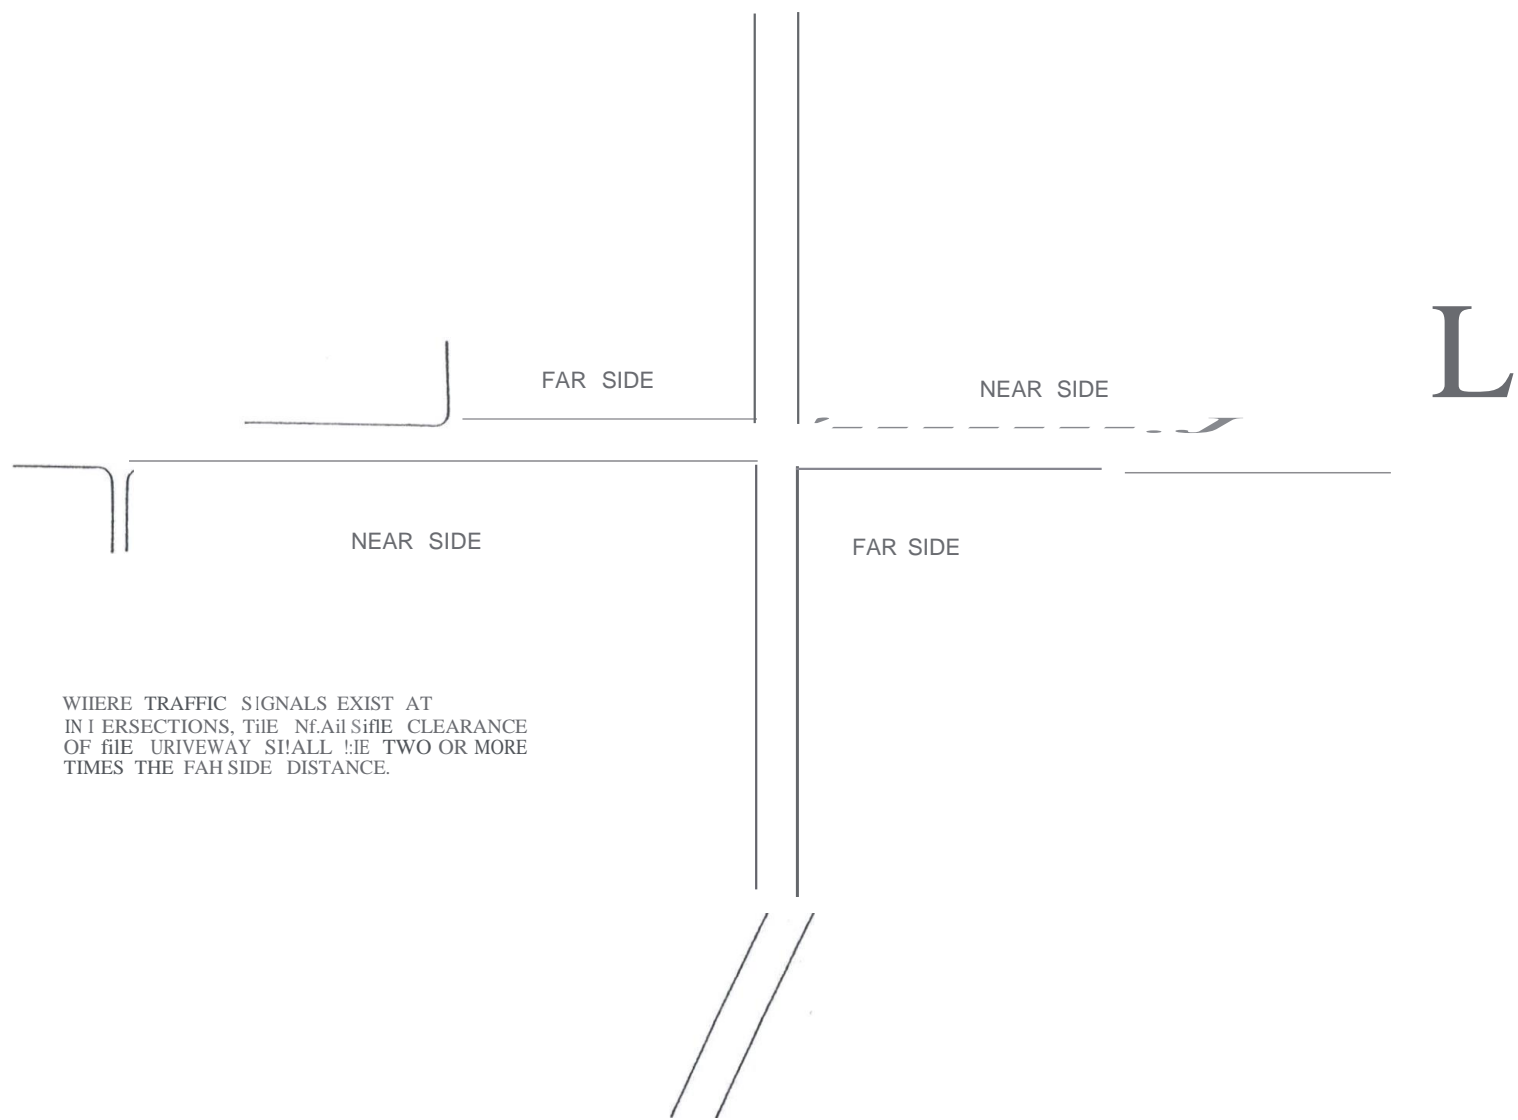 FAR SIDE
NEAR SIDE
L
NEAR SIDE
FAR SIDE
WIIERE TRAFFIC S!GNALS EXIST AT
IN I ERSECTIONS, TilE Nf.Ail SiflE CLEARANCE
OF filE URIVEWAY SI!ALL !:IE TWO OR MORE
TIMES THE FAH SIDE DISTANCE.